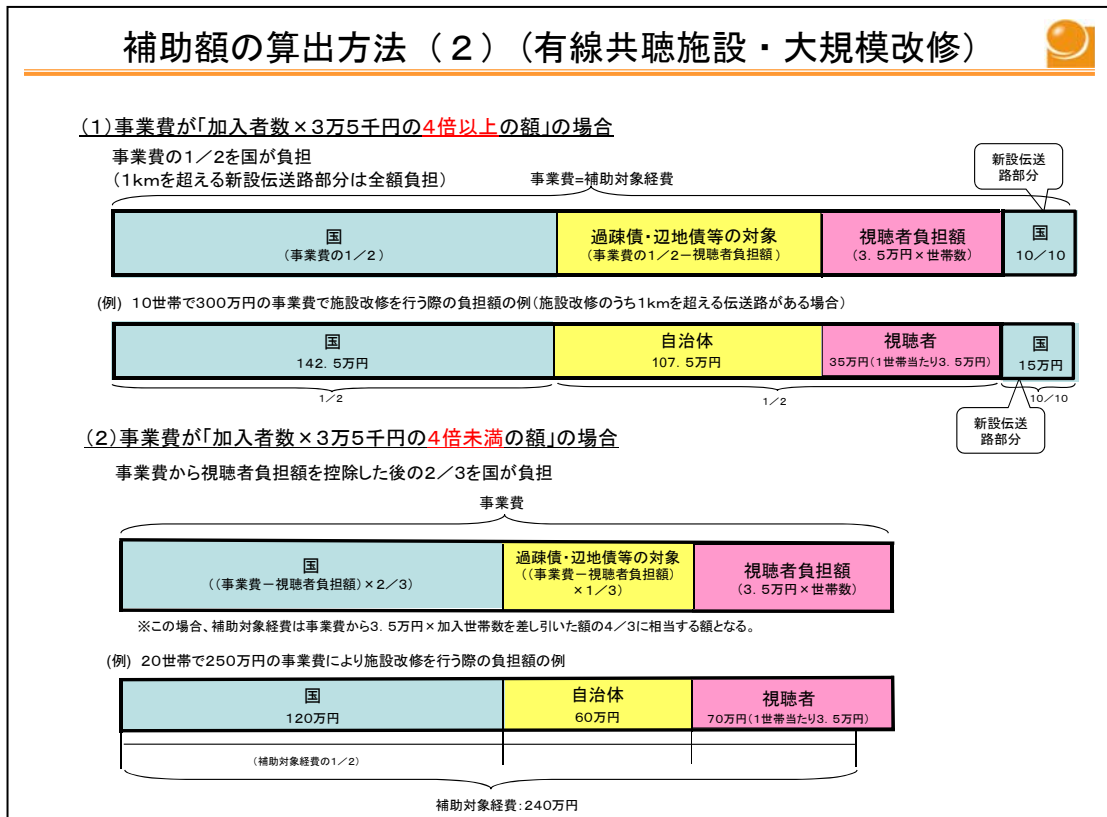 補助額の算出方法（２）（有線共聴施設・大規模改修）
(１)事業費が「加入者数×３万５千円の４倍以上の額」の場合
事業費の１／２を国が負担
（１ｋｍを超える新設伝送路部分は全額負担）
事業費=補助対象経費
新設伝送
路部分
国
(事業費の１／２)
過疎債・辺地債等の対象
(事業費の１／２－視聴者負担額)
視聴者負担額
(３．５万円×世帯数)
国
１０／１０
(例) １０世帯で３００万円の事業費で施設改修を行う際の負担額の例(施設改修のうち１ｋｍを超える伝送路がある場合)
国
１４２．５万円
自治体
１０７．５万円
視聴者
３５万円(１世帯当たり３．５万円)
国
１５万円
１／２
１／２
１０／１０
新設伝送
路部分
(２)事業費が「加入者数×３万５千円の４倍未満の額」の場合
事業費から視聴者負担額を控除した後の２／３を国が負担
事業費
国
((事業費－視聴者負担額)×２／３)
過疎債・辺地債等の対象
((事業費－視聴者負担額)
×１／３)
視聴者負担額
(３．５万円×世帯数)
※この場合、補助対象経費は事業費から３．５万円×加入世帯数を差し引いた額の４／３に相当する額となる。
(例) ２０世帯で２５０万円の事業費により施設改修を行う際の負担額の例
国
１２０万円
自治体
６０万円
視聴者
７０万円(１世帯当たり３．５万円)
(補助対象経費の１／２)
補助対象経費：２４０万円